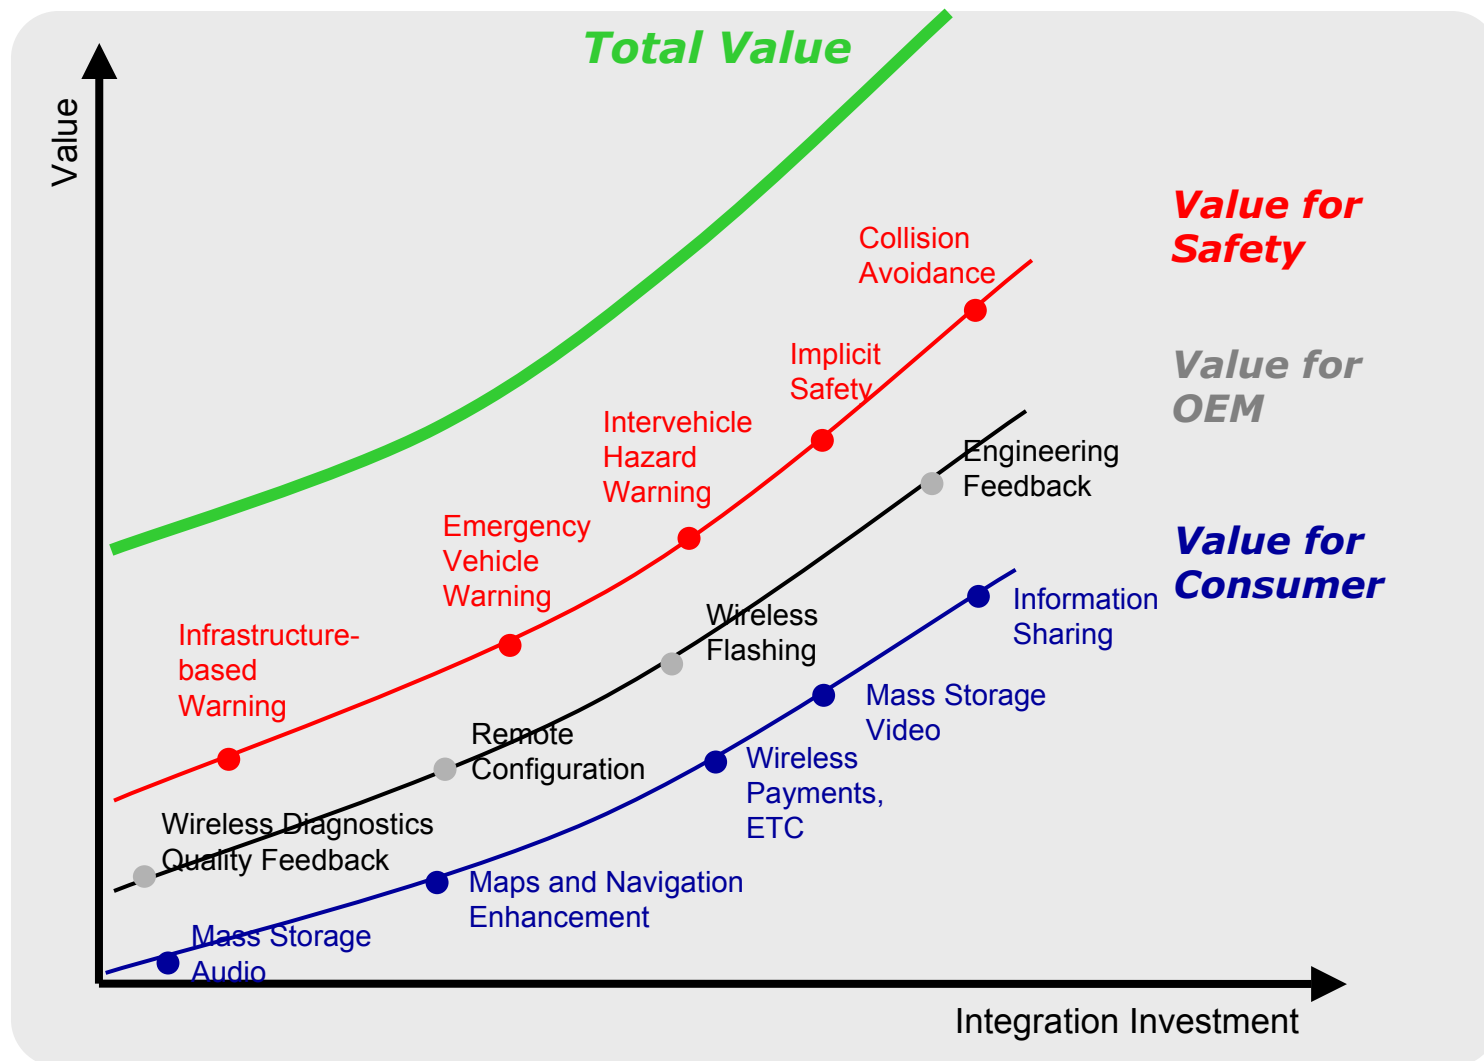 Total Value
Value
Value for
Safety
Collision
Avoidance
Implicit
Safety
Value for
OEM
Intervehicle
Hazard
Warning
Engineering
Feedback
Emergency
Vehicle
Warning
Value for
Consumer
Information
Sharing
Wireless
Flashing
Infrastructure-
based
Warning
Mass Storage
Video
Remote
Configuration
Wireless
Payments,
ETC
Wireless Diagnostics
Quality Feedback
Maps and Navigation
Enhancement
Mass Storage
Audio
Integration Investment